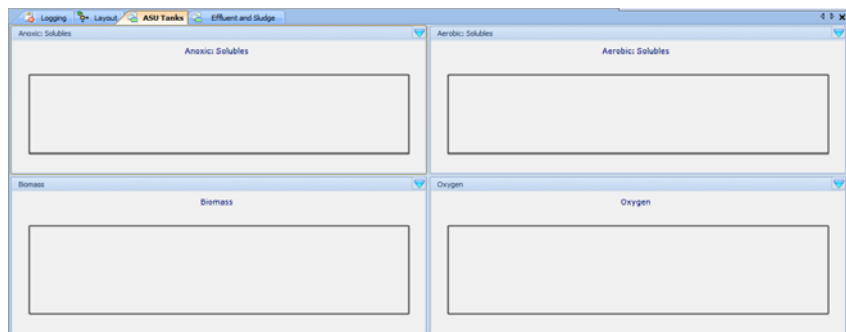 Logging Layout ASU Tanks Effluent and Sludge
Anoxic: Solubles
Anoxic: Solubles
Aerobic: Solubles
Aerobic: Solubles
Biomass
Biomass
Oxygen
Oxygen